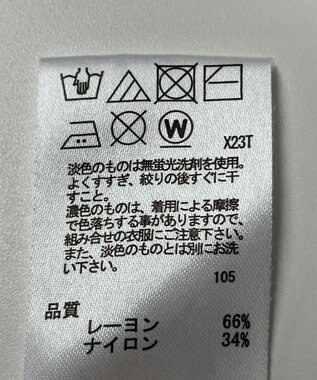 W
X23T
淡色のものは無蛍光洗剤を使用。
よくすすぎ、絞りの後すぐに干
すこと。
濃色のものは、着用による摩擦
で色落ちする事がありますので、
組み合せの衣服にご注意下さい。
また、淡色のものとは別にお洗
い下さい。
105
品質
レーヨン 66%
ナイロン 34%